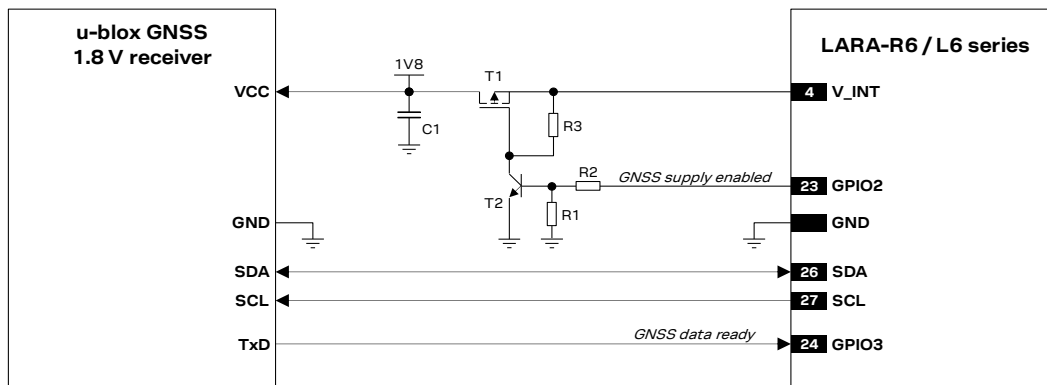 u-blox GNSS
1.8 V receiver
LARA-R6 / L6 series
1V8
T1
VCC
4 V_INT
C1
R3
R2
GNSS supply enabled
23 GPIO2
T2
R1
GND
GND
SDA
26 SDA
SCL
27 SCL
GNSS data ready
TxD
24 GPIO3